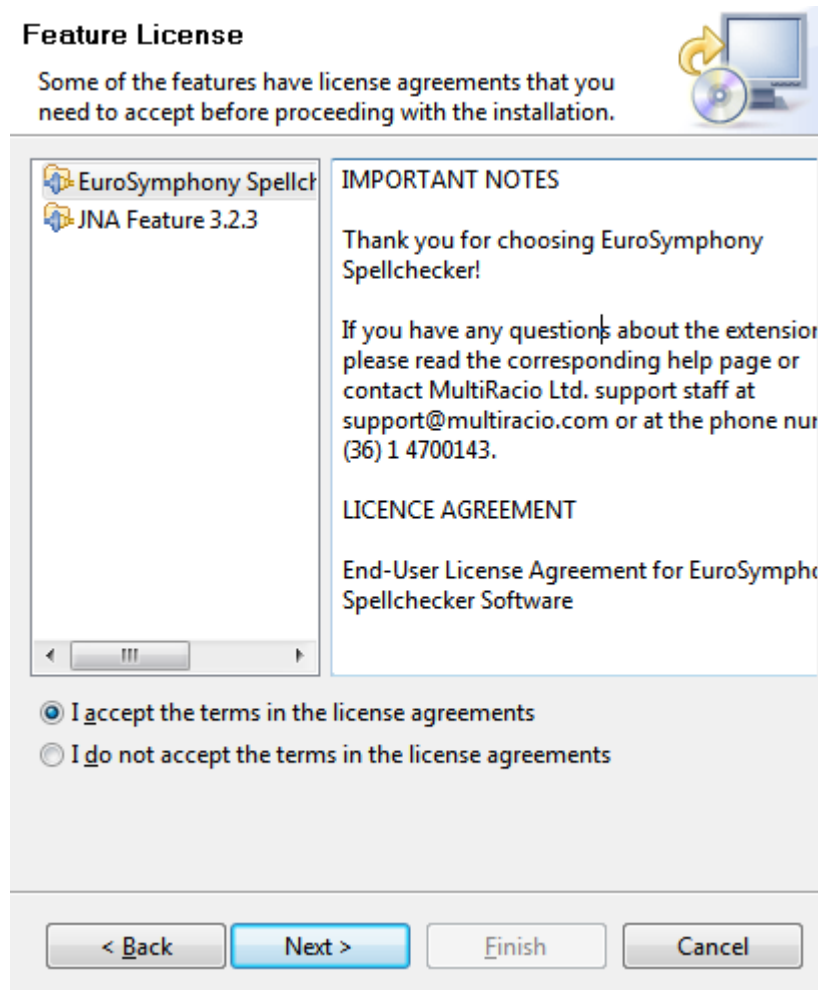 Feature License
Some of the features have license agreements that you
need to accept before proceeding with the installation.
EuroSymphony Spellch
JNA Feature 3.2.3
IMPORTANT NOTES
Thank you for choosing EuroSymphony
Spellchecker!
If you have any questions about the extension
please read the corresponding help page or
contact MultiRacio Ltd. support staff at
support@multiracio.com or at the phone nur
(36) 1 4700143.
LICENCE AGREEMENT
End-User License Agreement for EuroSympho
Spellchecker Software
I accept the terms in the license agreements
I do not accept the terms in the license agreements
< Back
Next >
Finish
Cancel